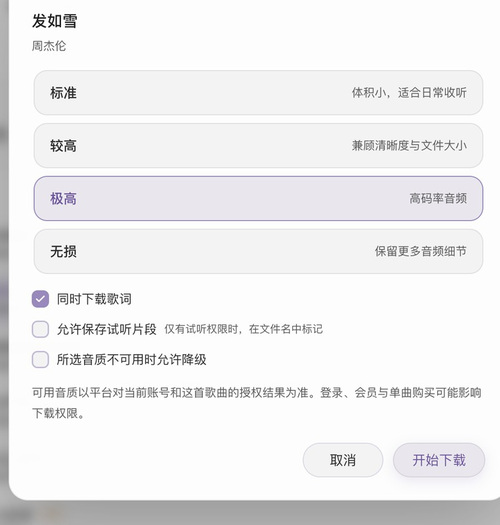 发如雪
周杰伦
标准 体积小，适合日常收听
较高 兼顾清晰度与文件大小
极高 高码率音频
无损 保留更多音频细节
同时下载歌词
允许保存试听片段 仅有试听权限时，在文件名中标记
所选音质不可用时允许降级
可用音质以平台对当前账号和这首歌曲的授权结果为准。登录、会员与单曲购买可能影响
下载权限。
取消 开始下载